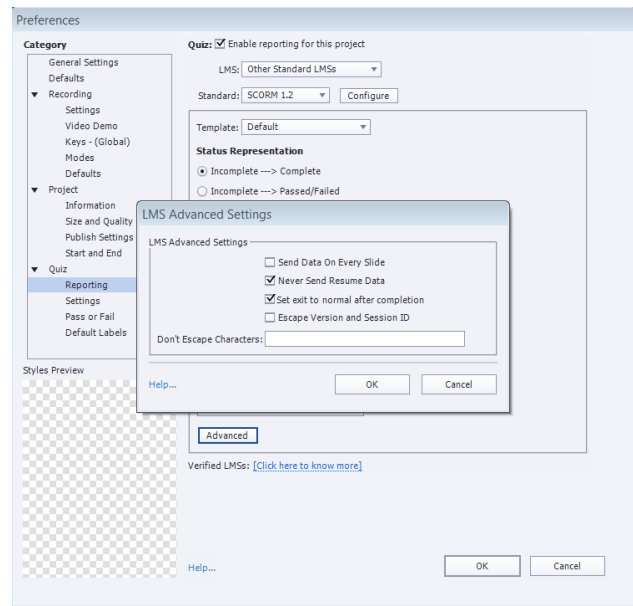 Preferences
Category
General Settings
Defaults
Recording
Settings
Video Demo
Keys - (Global)
Modes
Defaults
Project
Information
Size and Quality
Publish Settings
Start and End
Quiz
Reporting
Settings
Pass or Fail
Default Labels
Styles Preview
Quiz: Enable reporting for this project
LMS: Other Standard LMSs
Standard: SCORM 1.2 Configure
Template: Default
Status Representation
Incomplete ---> Complete
Incomplete ---> Passed/Failed
LMS Advanced Settings
LMS Advanced Settings
Send Data On Every Slide
Never Send Resume Data
Set exit to normal after completion
Escape Version and Session ID
Don't Escape Characters:
Help... OK Cancel
Advanced
Verified LMSs: [Click here to know more]
Help... OK Cancel